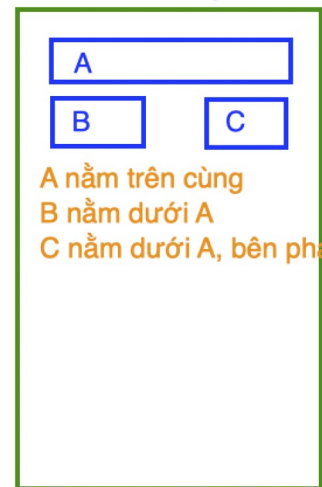 A
B C
A nằm trên cùng
B nằm dưới A
C nằm dưới A, bên